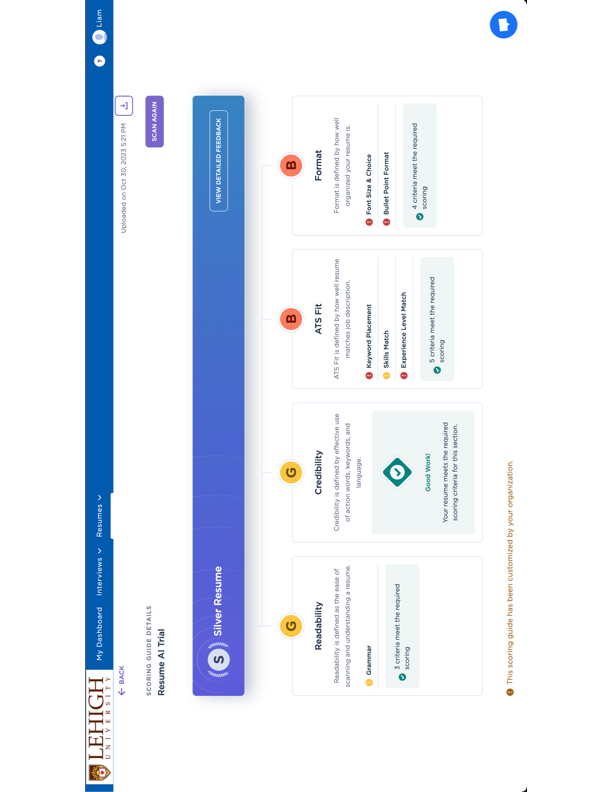 LEHIGH
UNIVERSITY
My Dashboard
Interviews
Resumes
?
Liam
BACK
Uploaded on Oct 30, 2023 5:21 PM
SCORING GUIDE DETAILS
Resume AI Trial
SCAN AGAIN
S
Silver Resume
VIEW DETAILED FEEDBACK
G
Readability
Readability is defined as the ease of
scanning and understanding a resume.
Grammar
3 criteria meet the required
scoring
G
Credibility
Credibility is defined by effective use
of action words, keywords, and
language.
Good Work!
Your resume meets the required
scoring criteria for this section.
B
ATS Fit
ATS Fit is defined by how well resume
matches job description.
Keyword Placement
Skills Match
Experience Level Match
5 criteria meet the required
scoring
B
Format
Format is defined by how well
organized your resume is.
Font Size & Choice
Bullet Point Format
4 criteria meet the required
scoring
This scoring guide has been customized by your organization.